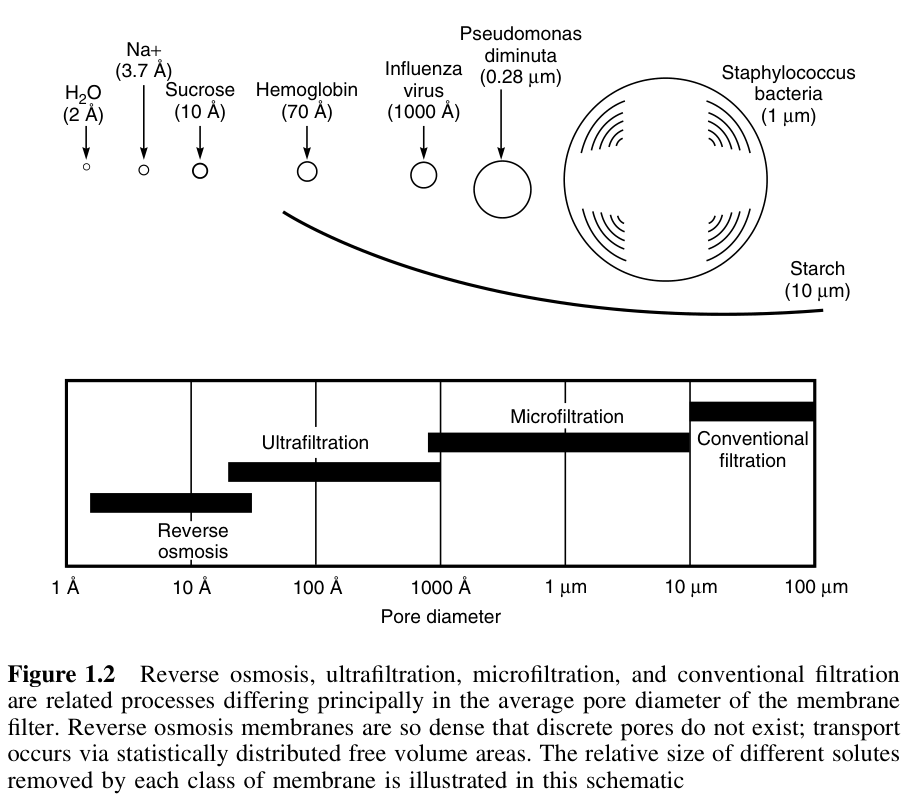 H₂O
(2 Å)
Na+
(3.7 Å)
Sucrose
(10 Å)
Hemoglobin
(70 Å)
Influenza
virus
(1000 Å)
Pseudomonas
diminuta
(0.28 μm)
Staphylococcus
bacteria
(1 μm)
Starch
(10 μm)
Microfiltration
Conventional
filtration
Ultrafiltration
Reverse
osmosis
1 Å 10 Å 100 Å 1000 Å 1 μm 10 μm 100 μm
Pore diameter
Figure 1.2 Reverse osmosis, ultrafiltration, microfiltration, and conventional filtration
are related processes differing principally in the average pore diameter of the membrane
filter. Reverse osmosis membranes are so dense that discrete pores do not exist; transport
occurs via statistically distributed free volume areas. The relative size of different solutes
removed by each class of membrane is illustrated in this schematic